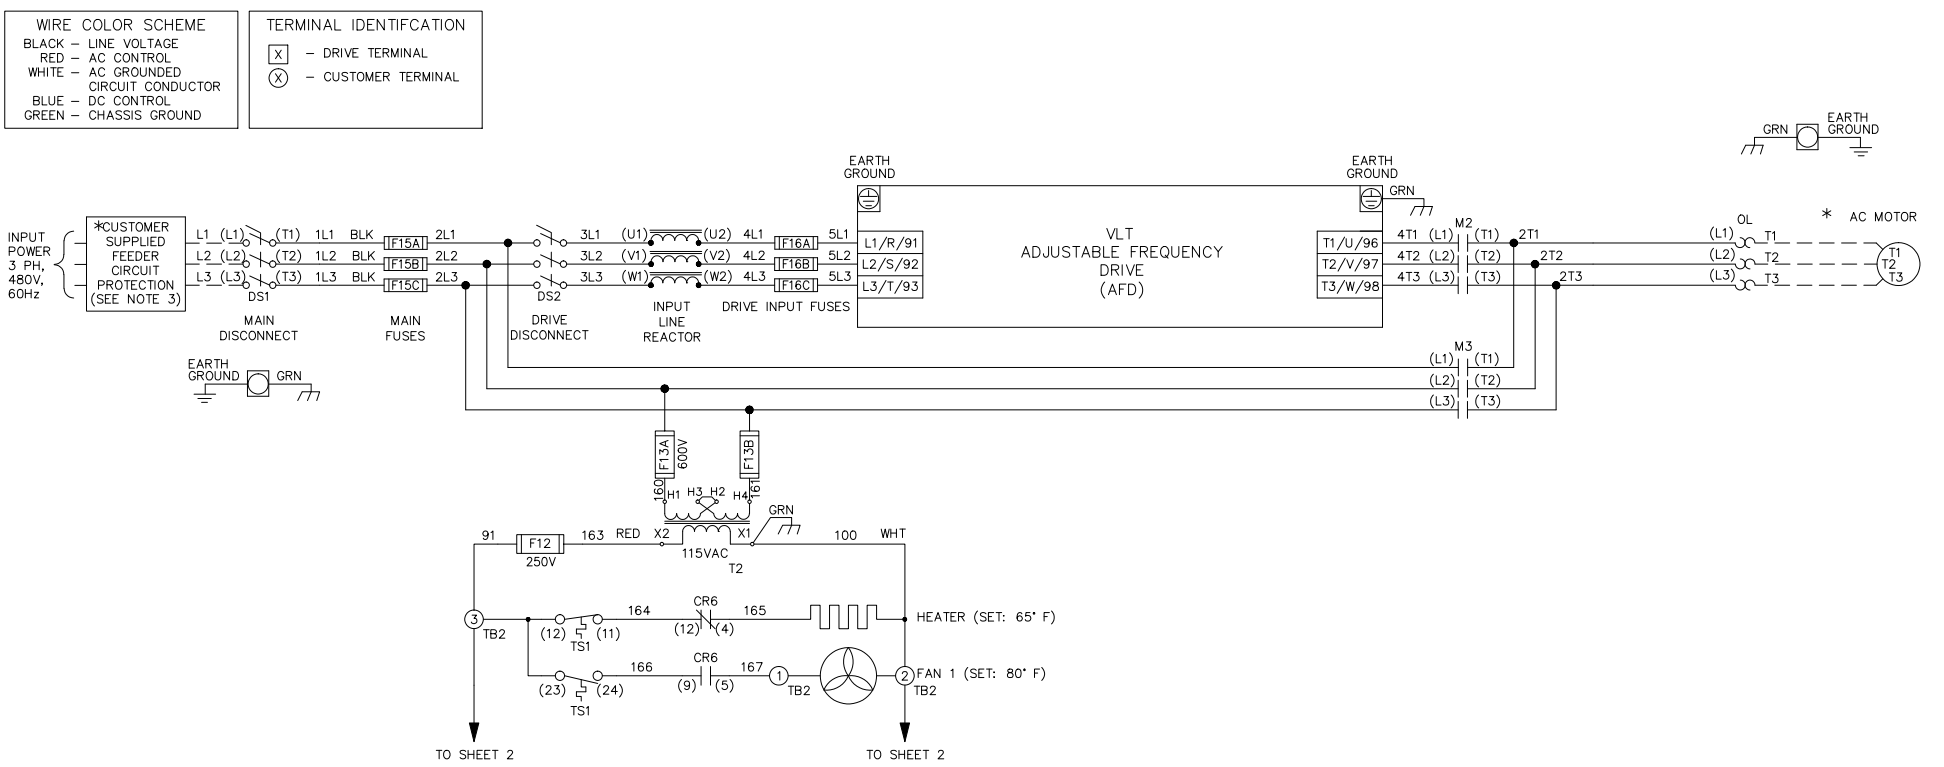 WIRE COLOR SCHEME
BLACK – LINE VOLTAGE
RED – AC CONTROL
WHITE – AC GROUNDED
CIRCUIT CONDUCTOR
BLUE – DC CONTROL
GREEN – CHASSIS GROUND
TERMINAL IDENTIFCATION
X – DRIVE TERMINAL
X – CUSTOMER TERMINAL
GRN
EARTH
GROUND
EARTH
GROUND
EARTH
GROUND
GRN
INPUT
POWER
3 PH,
480V,
60Hz
*CUSTOMER
SUPPLIED
FEEDER
CIRCUIT
PROTECTION
(SEE NOTE 3)
L1 (L1) (T1) 1L1 BLK F15A 2L1 3L1 (U1) (U2) 4L1 F16A 5L1 L1/R/91
L2 (L2) (T2) 1L2 BLK F15B 2L2 3L2 (V1) (V2) 4L2 F16B 5L2 L2/S/92
L3 (L3) (T3) 1L3 BLK F15C 2L3 3L3 (W1) (W2) 4L3 F16C 5L3 L3/T/93
DS1
DS2
MAIN
DISCONNECT
MAIN
FUSES
DRIVE
DISCONNECT
INPUT
LINE
REACTOR
DRIVE INPUT FUSES
VLT
ADJUSTABLE FREQUENCY
DRIVE
(AFD)
M2
OL
* AC MOTOR
T1/U/96 4T1 (L1) (T1) 2T1 (L1) T1 T1
T2/V/97 4T2 (L2) (T2) 2T2 (L2) T2 T2
T3/W/98 4T3 (L3) (T3) 2T3 (L3) T3 T3
M3
(L1) (T1)
(L2) (T2)
(L3) (T3)
EARTH
GROUND
GRN
F13A
600V
F13B
160
161
H1 H3 H2 H4
GRN
91 F12 163 RED X2 X1 100 WHT
250V
115VAC
T2
CR6
3 164 165 HEATER (SET: 65° F)
TB2 (12) (11) (12) (4)
TS1
CR6
166 167 1 2 FAN 1 (SET: 80° F)
(23) (24) (9) (5) TB2 TB2
TS1
TO SHEET 2
TO SHEET 2